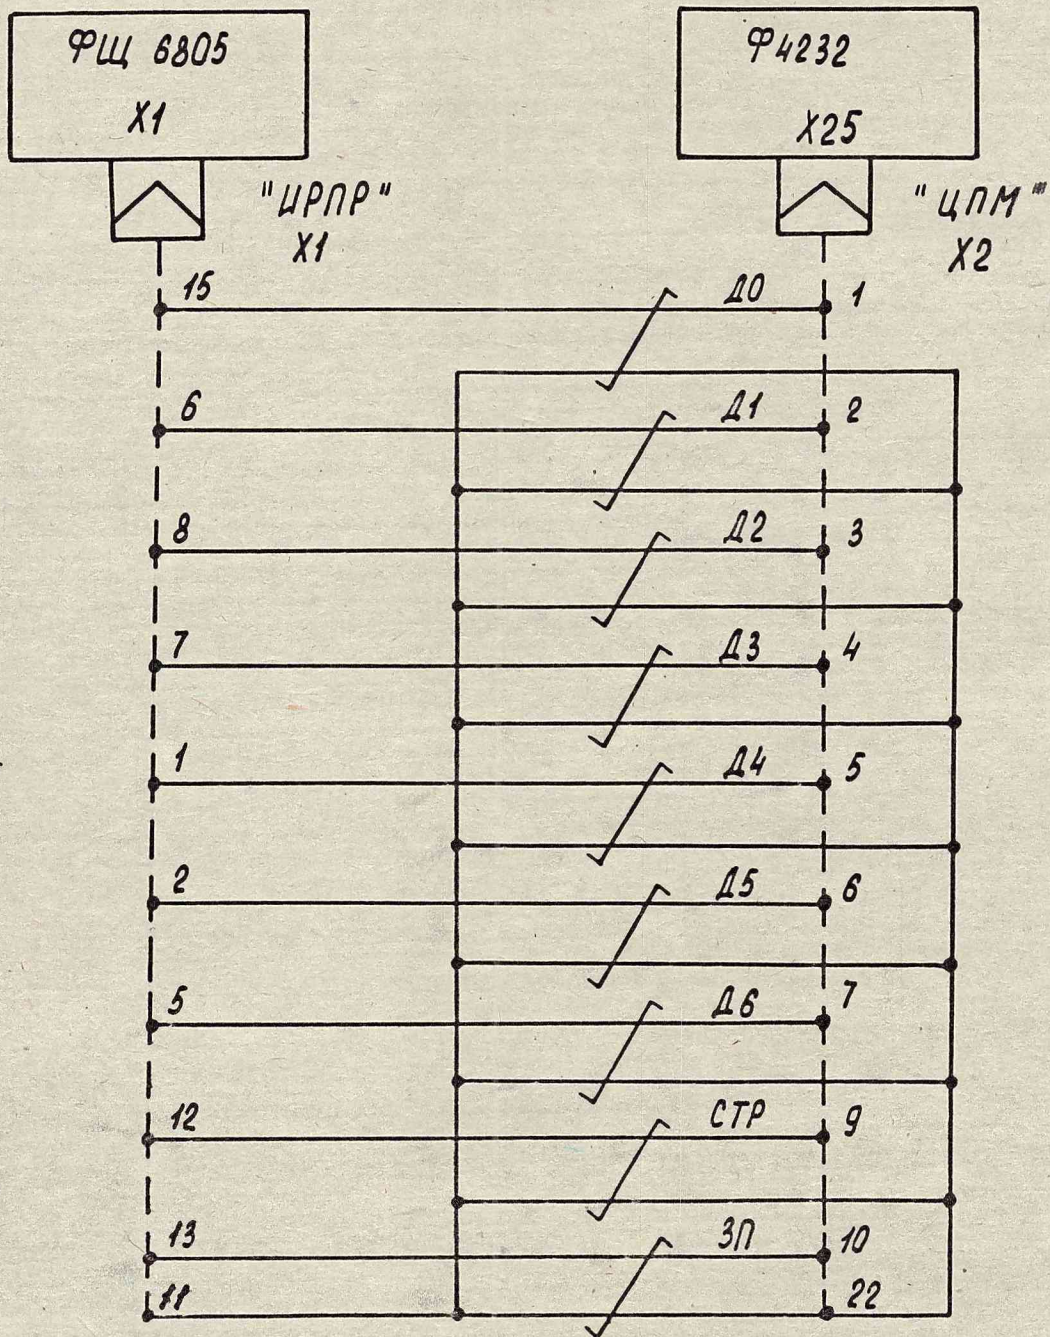 ФЩ 6805
Х1
Ф4232
Х25
"ИРПР"
Х1
"ЦПМ"
Х2
15 Д0 1
6 Д1 2
8 Д2 3
7 Д3 4
1 Д4 5
2 Д5 6
5 Д6 7
12 СТР 9
13 ЗП 10
11 22